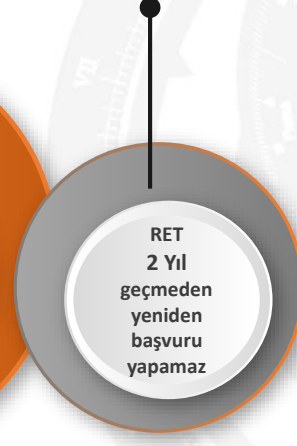 RET
2 Yıl
geçmeden
yeniden
başvuru
yapamaz